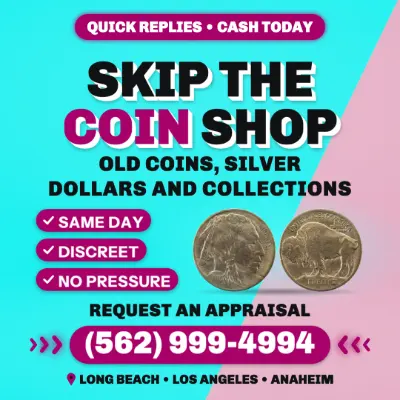 QUICK REPLIES • CASH TODAY
SKIP THE
COIN SHOP
OLD COINS, SILVER
DOLLARS AND COLLECTIONS
SAME DAY
DISCREET
NO PRESSURE
REQUEST AN APPRAISAL
(562) 999-4994
LONG BEACH • LOS ANGELES • ANAHEIM